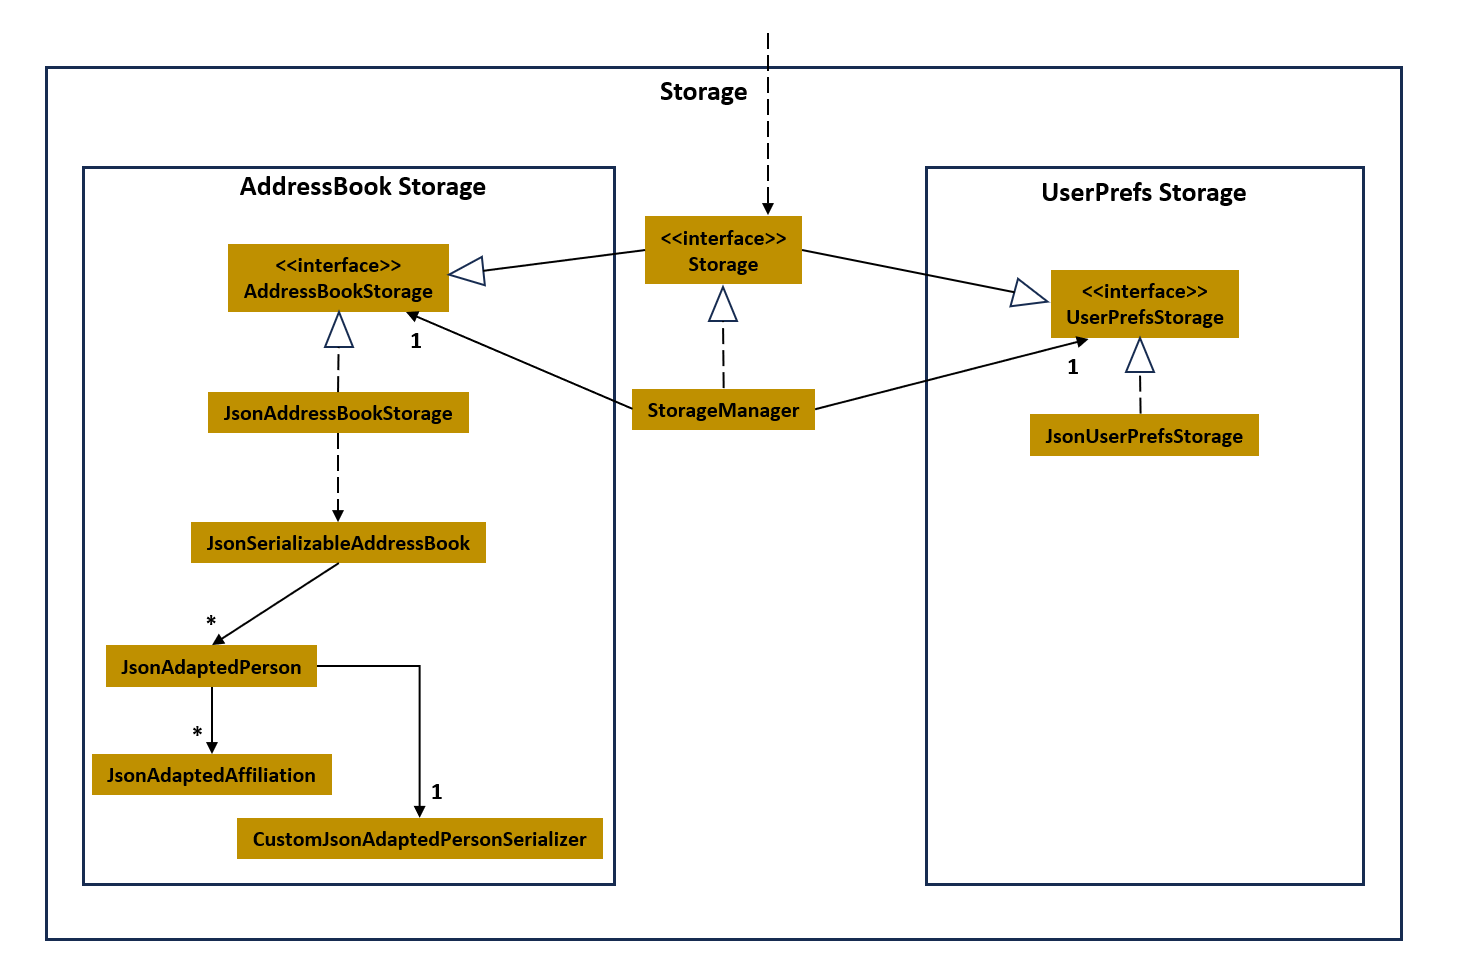 Storage
AddressBook Storage
<<interface>>
AddressBookStorage
1
JsonAddressBookStorage
JsonSerializableAddressBook
*
JsonAdaptedPerson
*
JsonAdaptedAffiliation
1
CustomJsonAdaptedPersonSerializer
<<interface>>
Storage
StorageManager
UserPrefs Storage
<<interface>>
UserPrefsStorage
1
JsonUserPrefsStorage